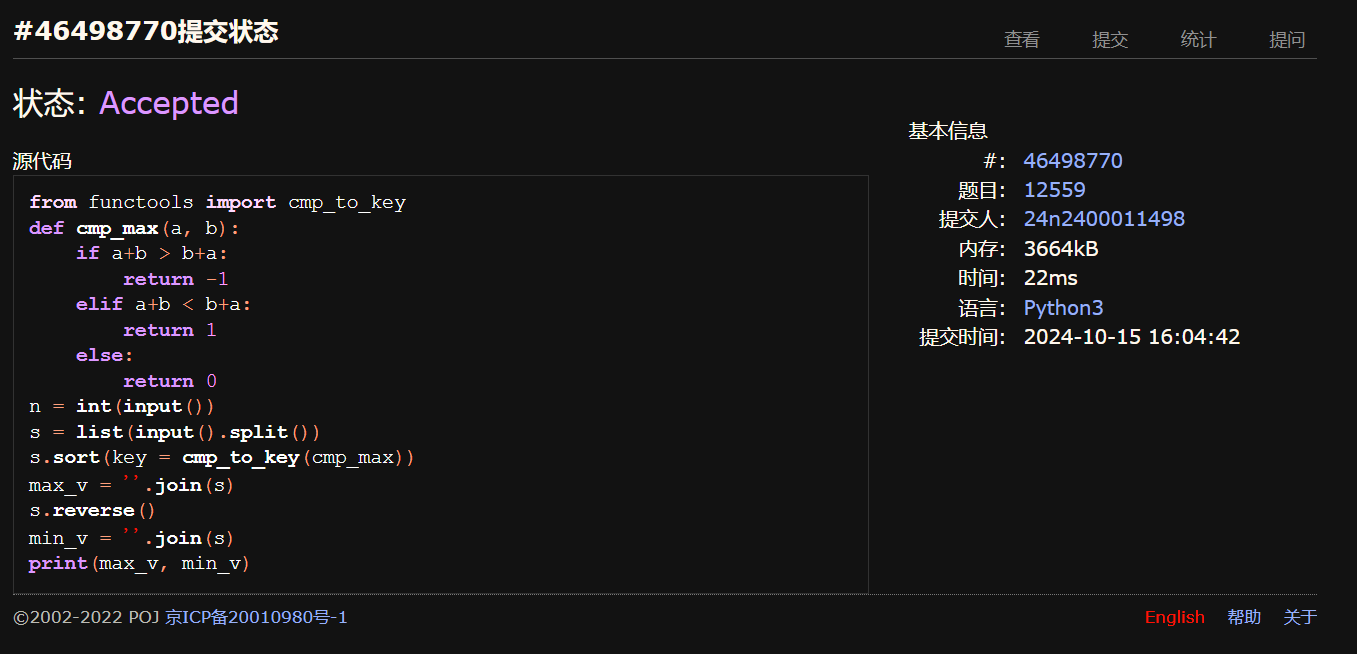 #46498770提交状态
查看 提交 统计 提问
状态: Accepted
源代码
from functools import cmp_to_key
def cmp_max(a, b):
    if a+b > b+a:
        return -1
    elif a+b < b+a:
        return 1
    else:
        return 0
n = int(input())
s = list(input().split())
s.sort(key = cmp_to_key(cmp_max))
max_v = ''.join(s)
s.reverse()
min_v = ''.join(s)
print(max_v, min_v)
基本信息
#: 46498770
题目: 12559
提交人: 24n2400011498
内存: 3664kB
时间: 22ms
语言: Python3
提交时间: 2024-10-15 16:04:42
©2002-2022 POJ 京ICP备20010980号-1
English 帮助 关于